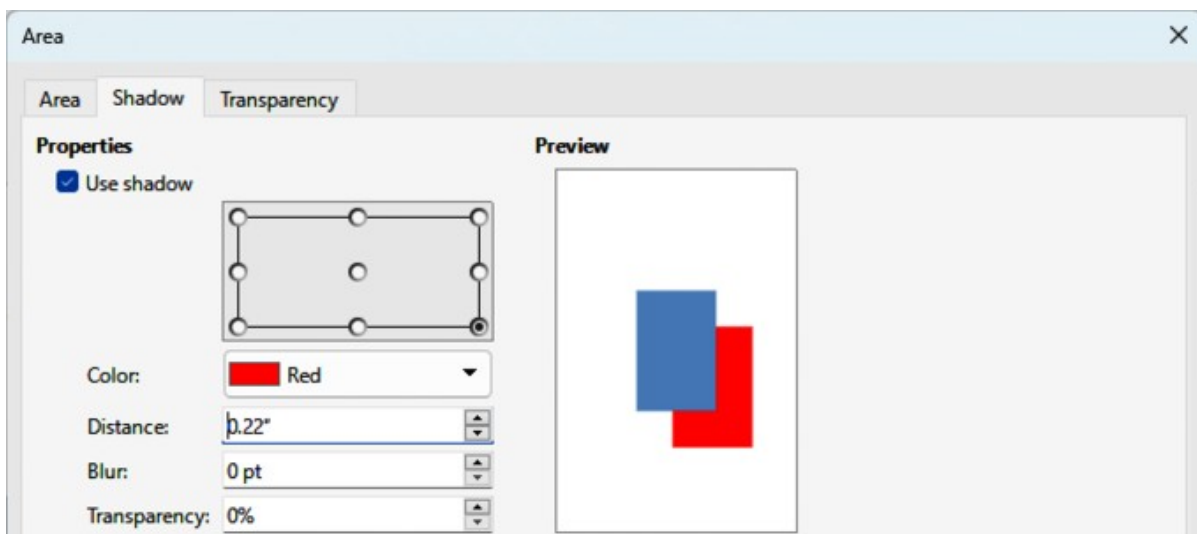 Area
Area Shadow Transparency
Properties
Preview
Use shadow
Color: Red
Distance: 0.22"
Blur: 0 pt
Transparency: 0%